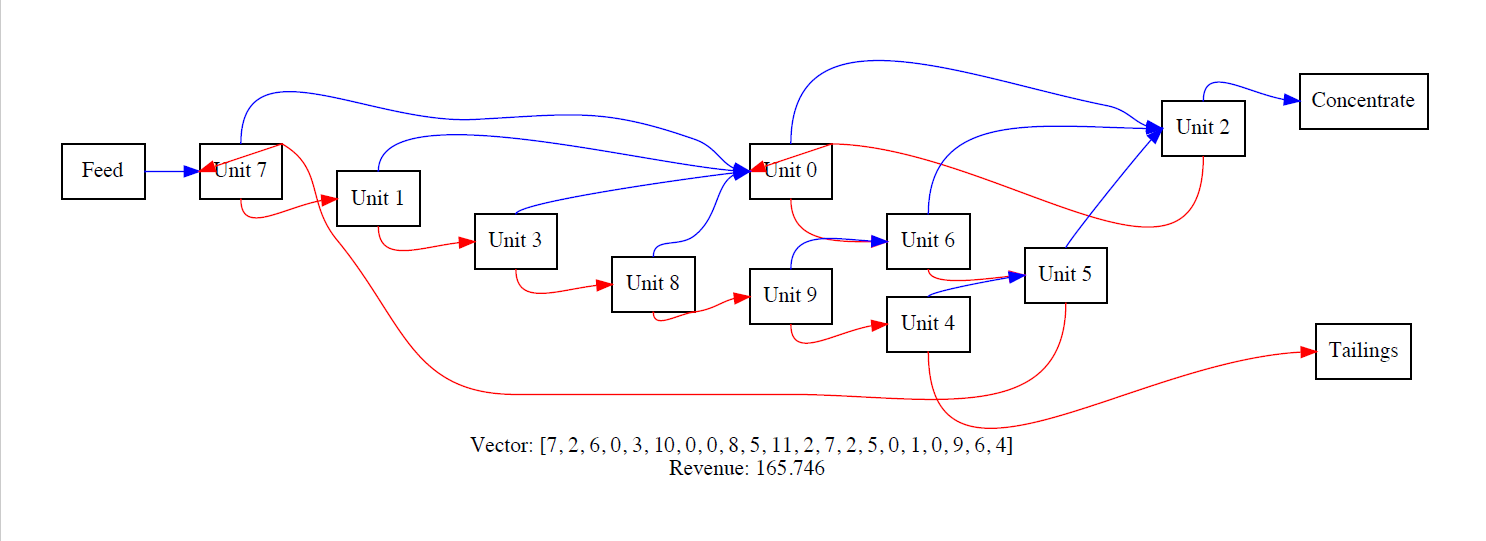 Concentrate
Unit 2
Feed
Unit 7
Unit 0
Unit 1
Unit 3
Unit 6
Unit 8
Unit 5
Unit 9
Unit 4
Tailings
Vector: [7, 2, 6, 0, 3, 10, 0, 0, 8, 5, 11, 2, 7, 2, 5, 0, 1, 0, 9, 6, 4]
Revenue: 165.746